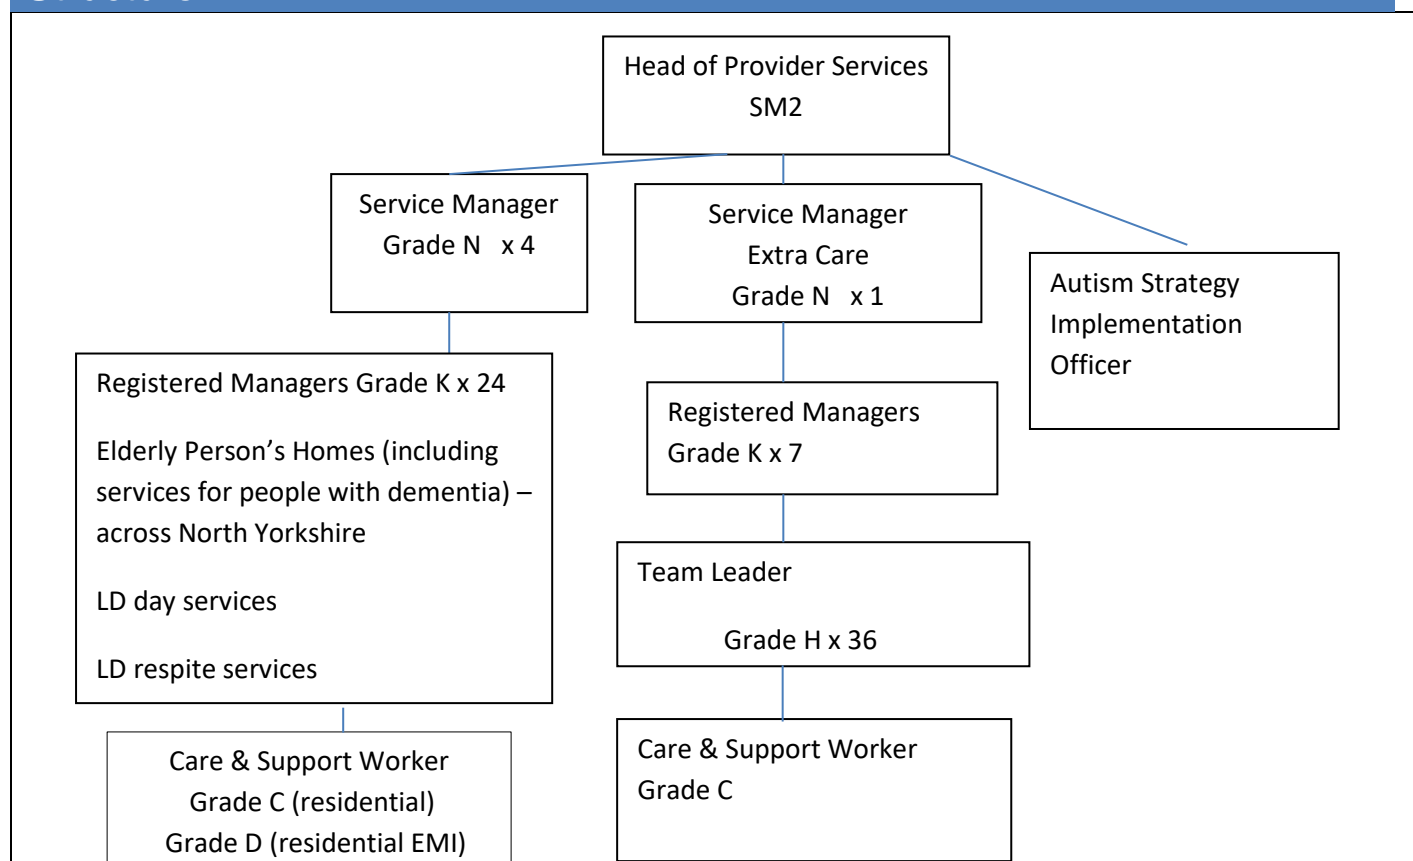 Head of Provider Services
SM2
Service Manager
Grade N x 4
Service Manager
Extra Care
Grade N x 1
Autism Strategy
Implementation
Officer
Registered Managers Grade K x 24
Elderly Person’s Homes (including
services for people with dementia) –
across North Yorkshire
LD day services
LD respite services
Registered Managers
Grade K x 7
Team Leader
Grade H x 36
Care & Support Worker
Grade C (residential)
Grade D (residential EMI)
Care & Support Worker
Grade C